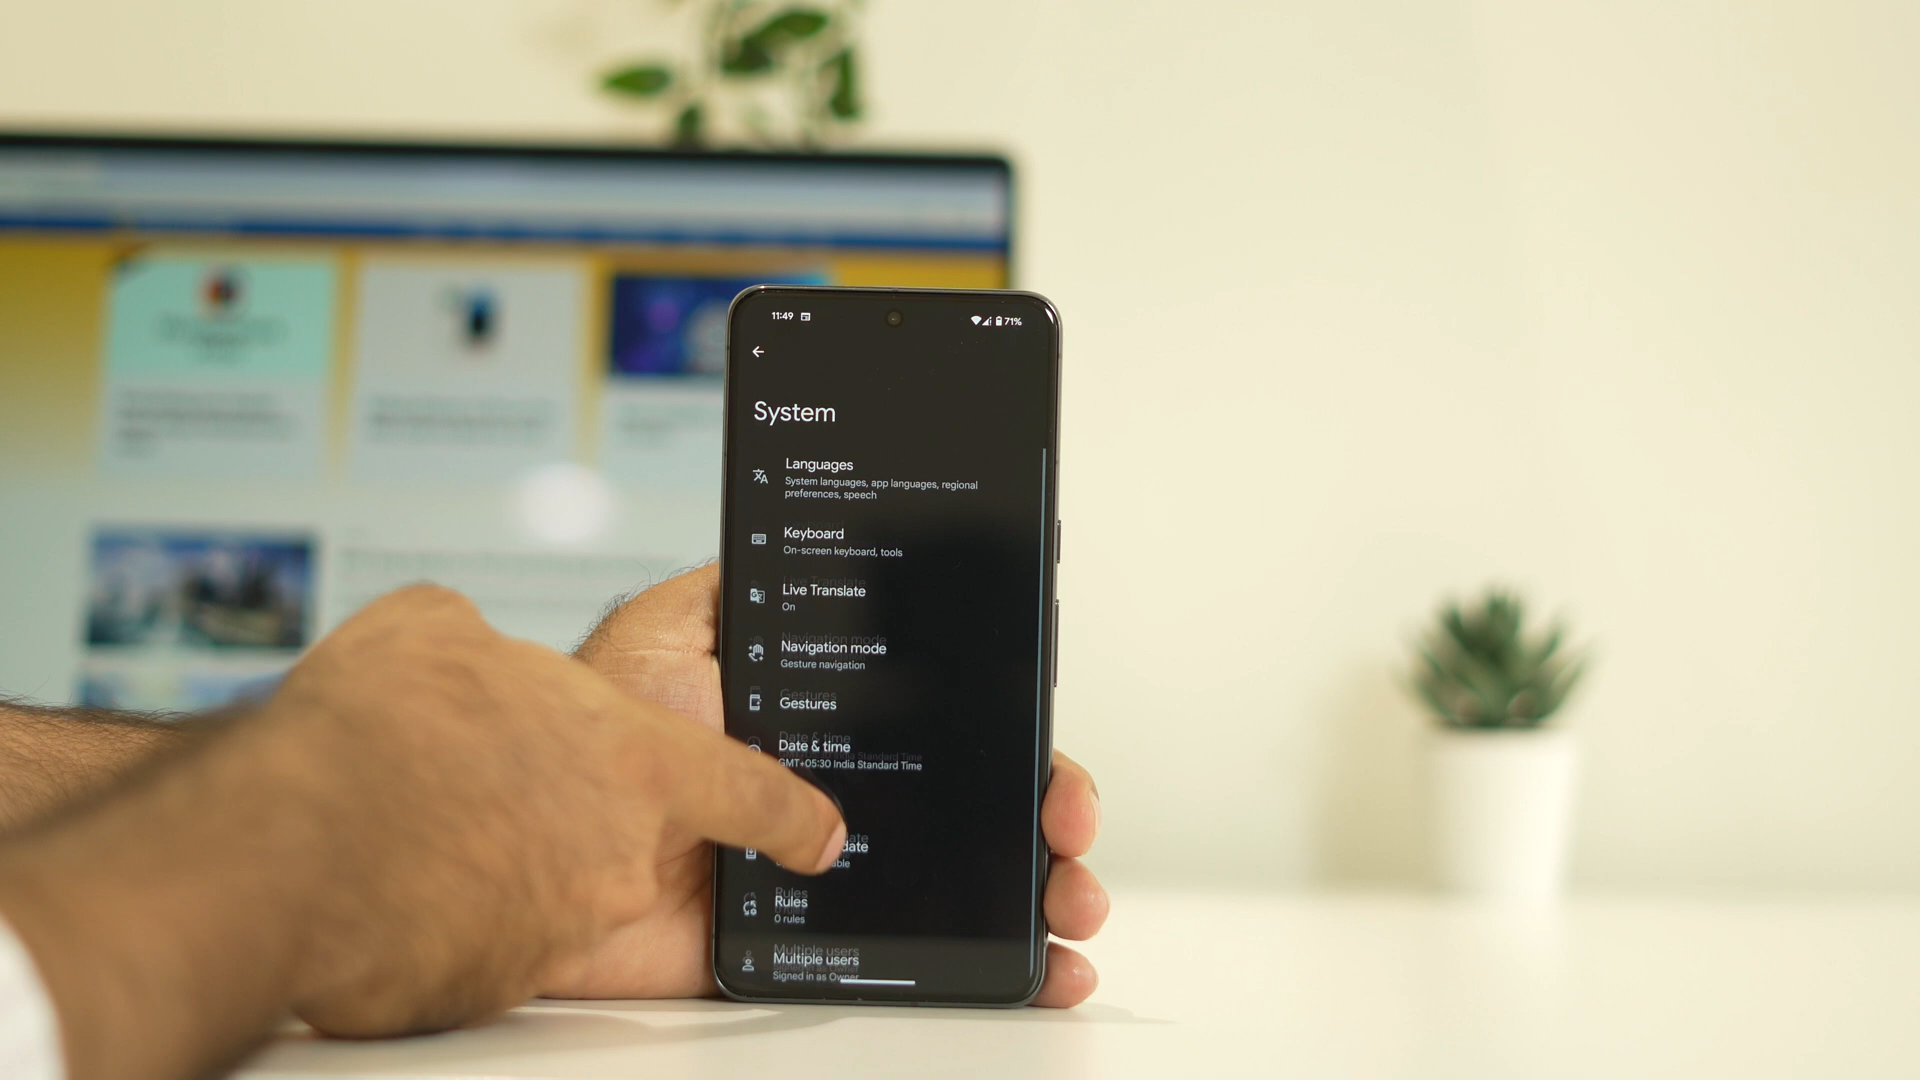 11:49
71%
System
Languages
System languages, app languages, regional
preferences, speech
Keyboard
On-screen keyboard, tools
Live Translate
On
Navigation mode
Gesture navigation
Gestures
Date & time
GMT+05:30 India Standard Time
Rules
0 rules
Multiple users
Signed in as Owner